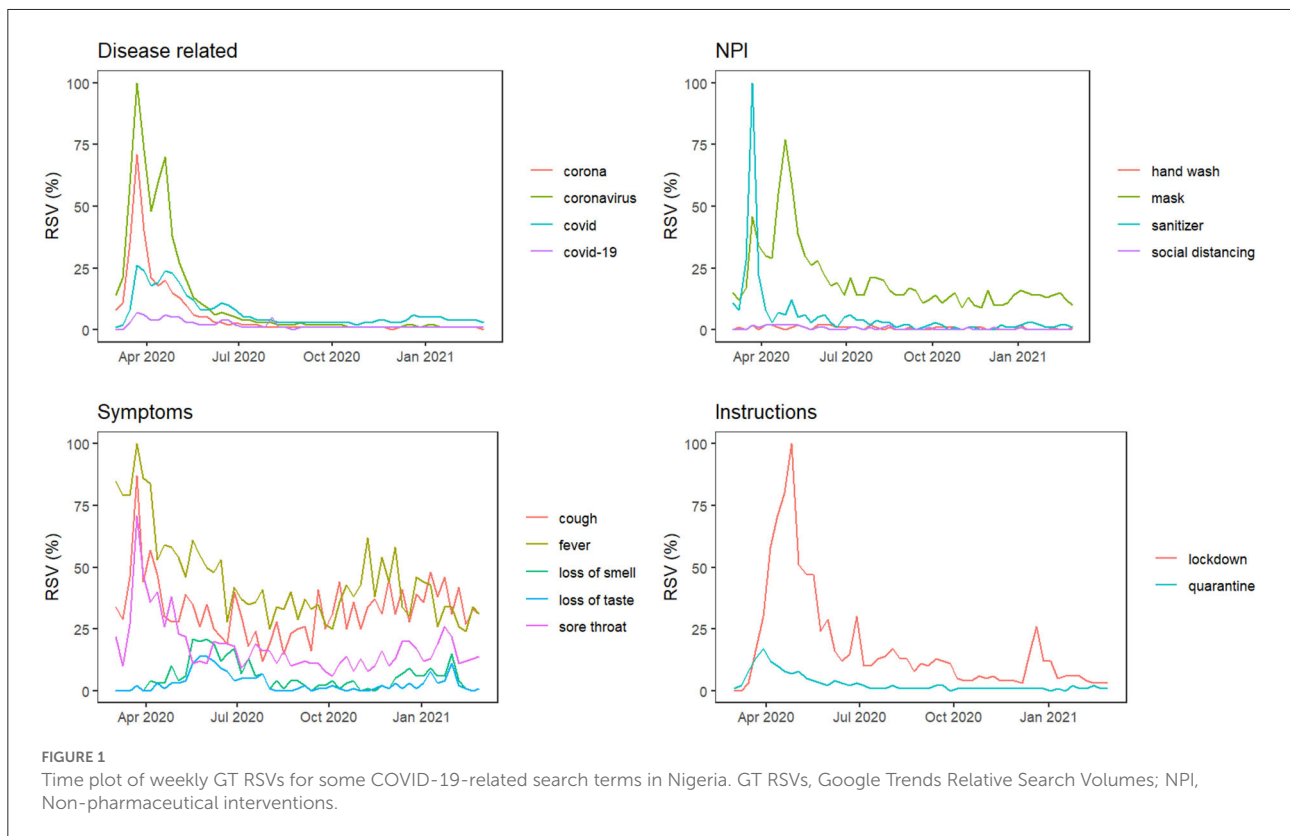 Disease related
100
75
50
25
0
RSV (%)
Apr 2020 Jul 2020 Oct 2020 Jan 2021
corona
coronavirus
covid
covid-19
NPI
100
75
50
25
0
RSV (%)
Apr 2020 Jul 2020 Oct 2020 Jan 2021
hand wash
mask
sanitizer
social distancing
Symptoms
100
75
50
25
0
RSV (%)
Apr 2020 Jul 2020 Oct 2020 Jan 2021
cough
fever
loss of smell
loss of taste
sore throat
Instructions
100
75
50
25
0
RSV (%)
Apr 2020 Jul 2020 Oct 2020 Jan 2021
lockdown
quarantine
FIGURE 1
Time plot of weekly GT RSVs for some COVID-19-related search terms in Nigeria. GT RSVs, Google Trends Relative Search Volumes; NPI,
Non-pharmaceutical interventions.